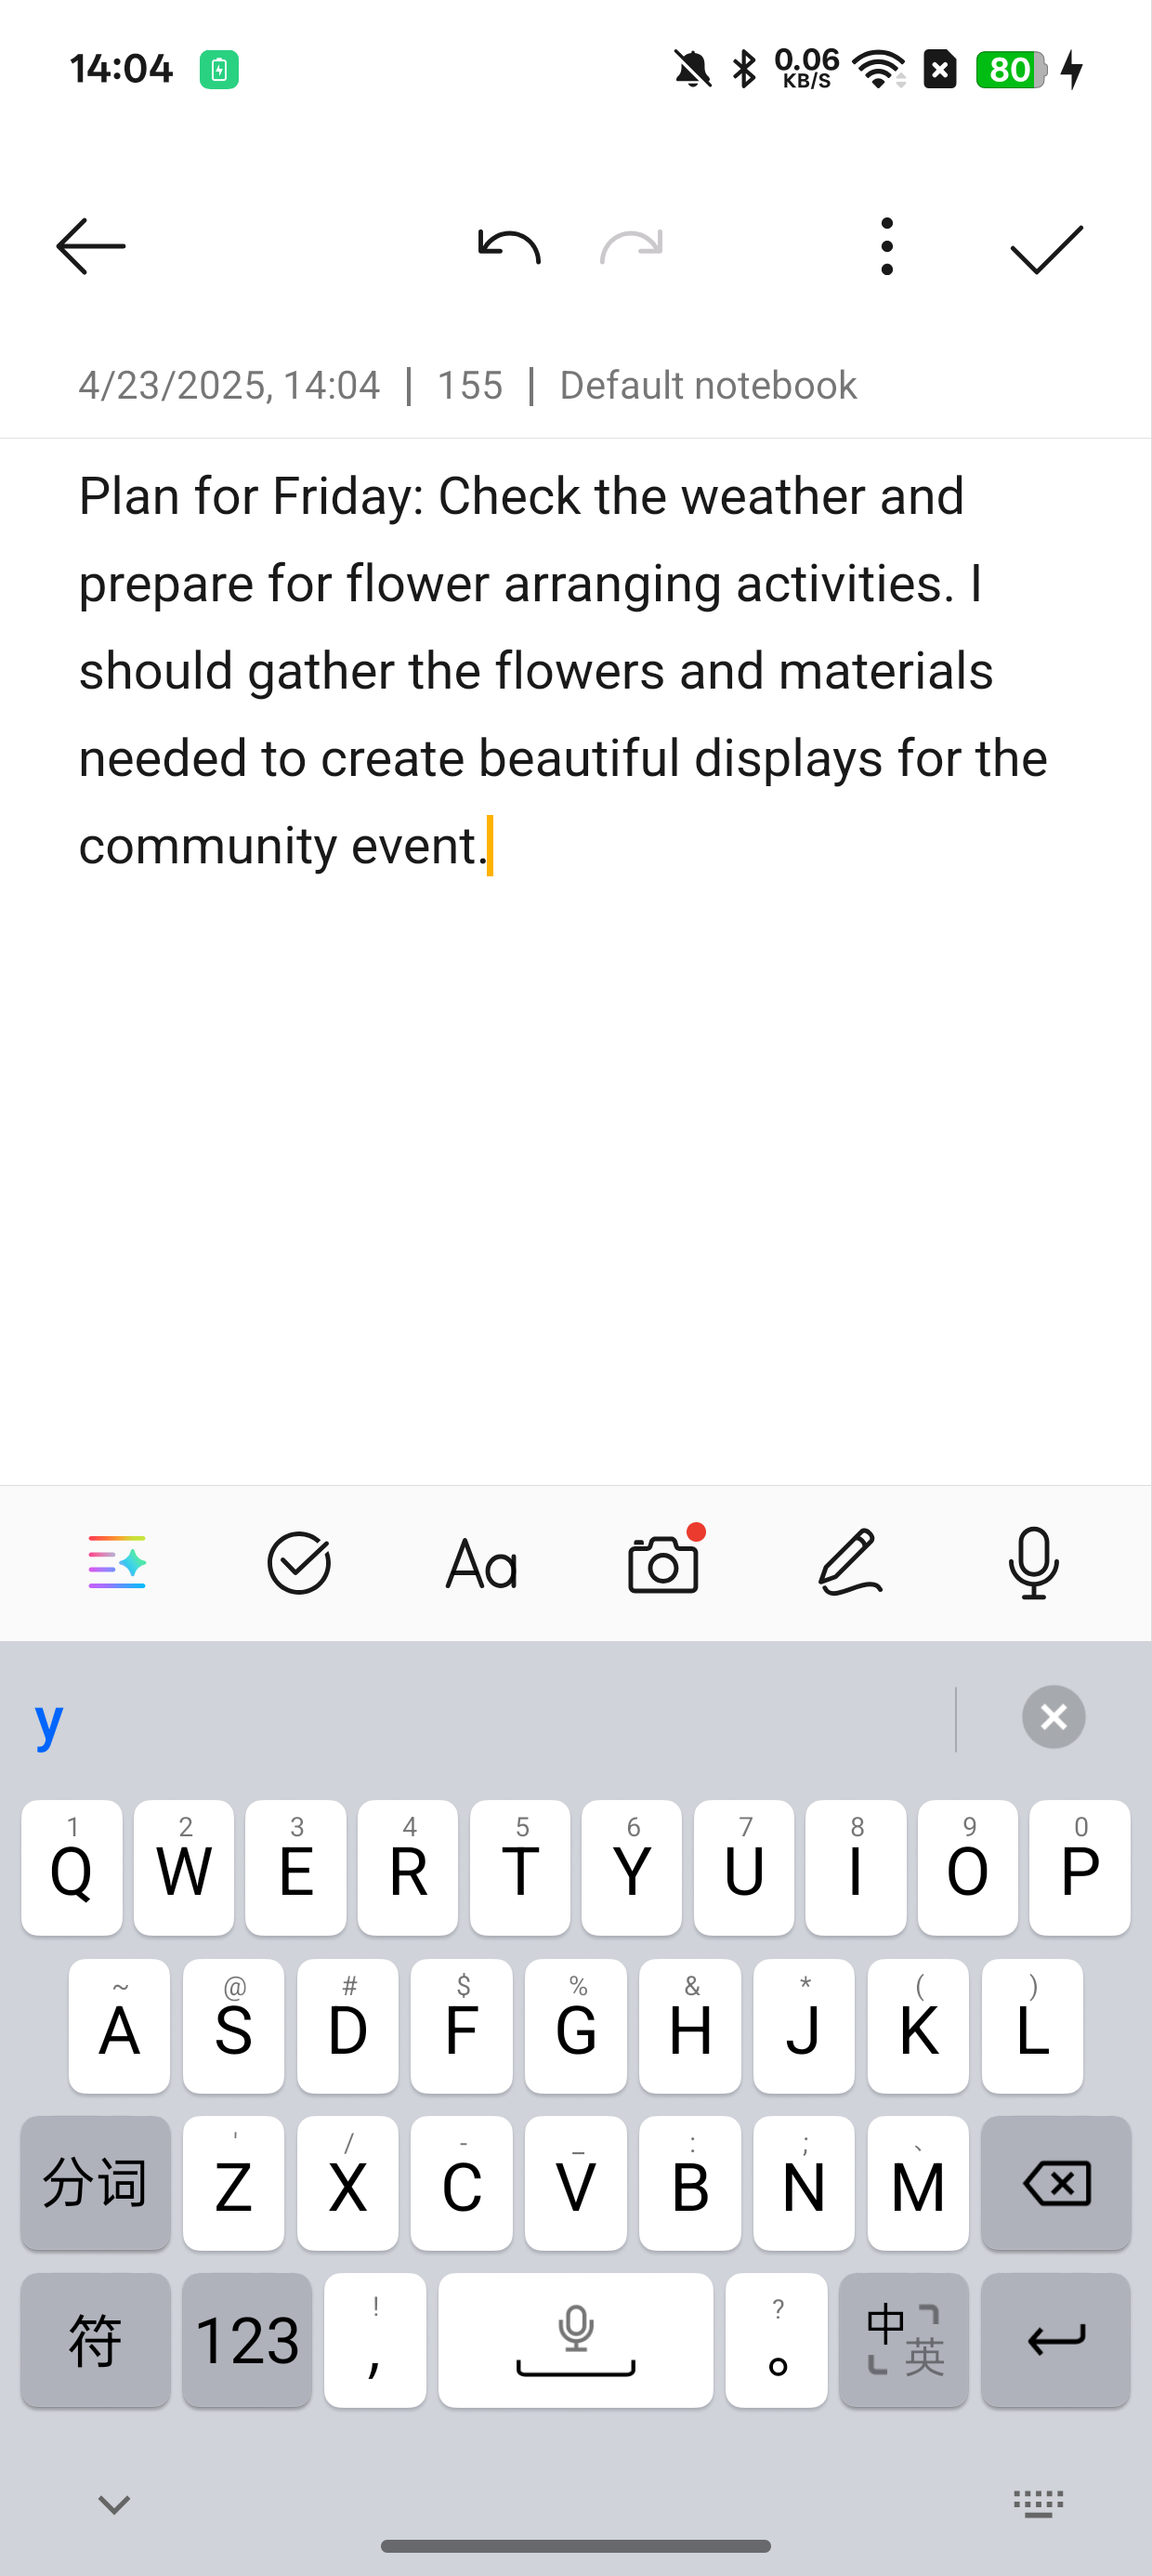 14:04 0.06 KB/S 80
4/23/2025, 14:04 | 155 | Default notebook
Plan for Friday: Check the weather and
prepare for flower arranging activities. I
should gather the flowers and materials
needed to create beautiful displays for the
community event.
Aa
y
1 2 3 4 5 6 7 8 9 0
Q W E R T Y U I O P
~ @ # $ % & * ( )
A S D F G H J K L
' / - _ : ; 、
分词 Z X C V B N M
! ?
符 123 , 。 中 英